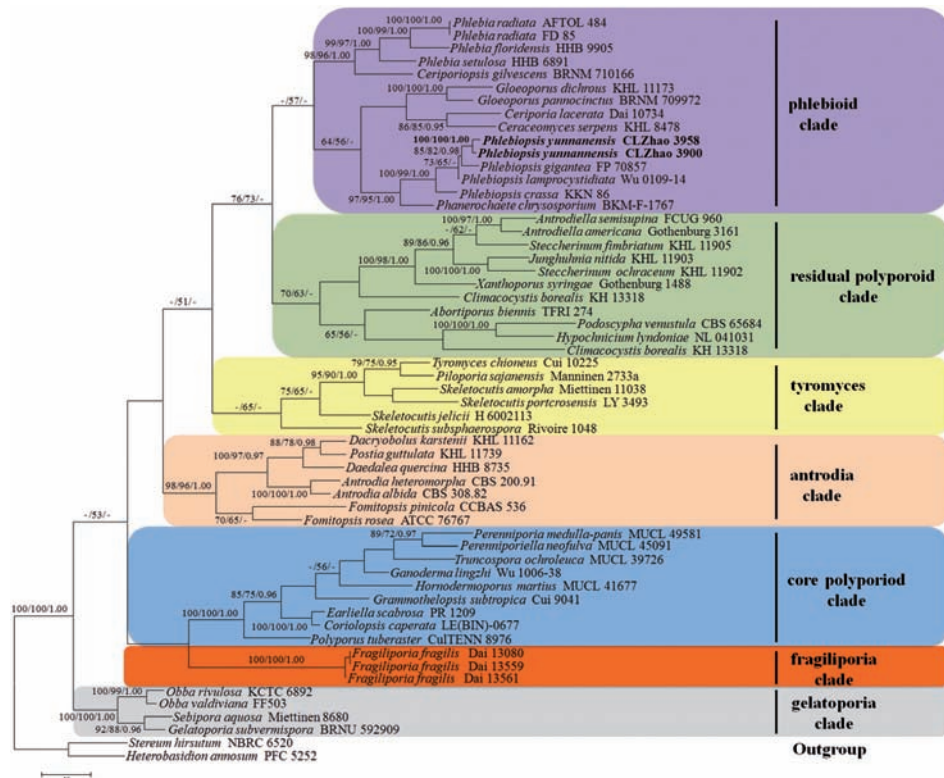 Phlebia radiata AFTOL 484
100/100/1.00
100/99/1.00
Phlebia radiata FD 85
99/97/1.00
Phlebia floridensis HHB 9905
98/96/1.00
Phlebia setulosa HHB 6891
Ceriporiopsis gilvescens BRNM 710166
-/57/-
Gloeoporus dichrous KHL 11173
100/100/1.00
Gloeoporus pannocinctus BRNM 709972
phlebioid
clade
Ceriporia lacerata Dai 10734
86/85/0.95
Ceraceomyces serpens KHL 8478
64/56/-
100/100/1.00
Phlebiopsis yunnanensis CLZhao 3958
85/82/0.98
Phlebiopsis yunnannensis CLZhao 3900
73/65/-
Phlebiopsis gigantea FP 70857
100/99/1.00
Phlebiopsis lamprocystidiata Wu 0109-14
97/95/1.00
Phlebiopsis crassa KKN 86
Phanerochaete chrysosporium BKM-F-1767
76/73/-
100/97/1.00
Antrodiella semisupina FCUG 960
-/62/-
Antrodiella americana Gothenburg 3161
89/86/0.96
Steccherinum fimbriatum KHL 11905
100/98/1.00
Junghuhnia nitida KHL 11903
100/100/1.00
Steccherinum ochraceum KHL 11902
residual polyporoid
clade
Xanthoporus syringae Gothenburg 1488
70/63/-
Climacocystis borealis KH 13318
-/51/-
Abortiporus biennis TFRI 274
65/56/-
100/100/1.00
Podoscypha venustula CBS 65684
Hypochnicium lyndoniae NL 041031
Climacocystis borealis KH 13318
79/75/0.95
Tyromyces chioneus Cui 10225
95/90/1.00
Piloporia sajanensis Manninen 2733a
75/65/-
Skeletocutis amorpha Miettinen 11038
tyromyces
clade
Skeletocutis portcrosensis LY 3493
-/65/-
Skeletocutis jelicii H 6002113
Skeletocutis subsphaerospora Rivoire 1048
88/78/0.98
Dacryobolus karstenii KHL 11162
100/97/0.97
Postia guttulata KHL 11739
Daedalea quercina HHB 8735
antrodia
clade
98/96/1.00
Antrodia heteromorpha CBS 200.91
100/100/1.00
Antrodia albida CBS 308.82
Fomitopsis pinicola CCBAS 536
70/65/-
Fomitopsis rosea ATCC 76767
-/53/-
89/72/0.97
Perenniporia medulla-panis MUCL 49581
Perenniporiella neofulva MUCL 45091
-/56/-
Truncospora ochroleuca MUCL 39726
Ganoderma lingzhi Wu 1006-38
core polyporiod
clade
85/75/0.96
Hornodermoporus martius MUCL 41677
Grammothelopsis subtropica Cui 9041
100/100/1.00
Earliella scabrosa PR 1209
100/100/1.00
Coriolopsis caperata LE(BIN)-0677
100/100/1.00
Polyporus tuberaster CulTENN 8976
Fragiliporia fragilis Dai 13080
100/100/1.00
Fragiliporia fragilis Dai 13559
fragiliporia
clade
Fragiliporia fragilis Dai 13561
100/99/1.00
Obba rivulosa KCTC 6892
Obba valdiviana FF503
gelatoporia
clade
100/100/1.00
Sebipora aquosa Miettinen 8680
92/88/0.96
Gelatoporia subvermispora BRNU 592909
Stereum hirsutum NBRC 6520
Outgroup
Heterobasidion annosum PFC 5252